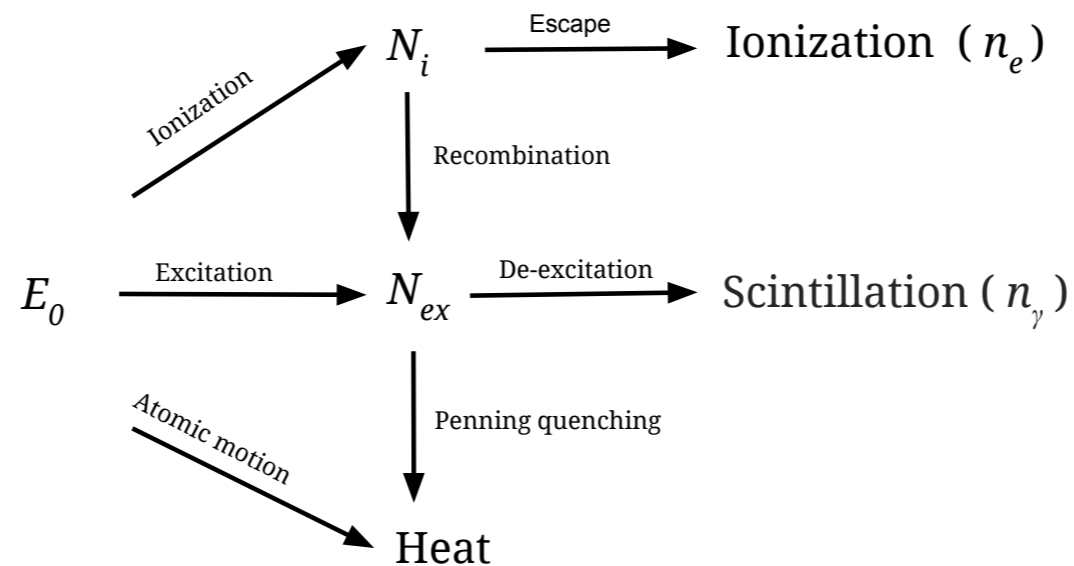 Escape
N_i
Ionization ( n_e )
Ionization
Recombination
Excitation
De-excitation
E_0
N_ex
Scintillation ( n_γ )
Atomic motion
Penning quenching
Heat